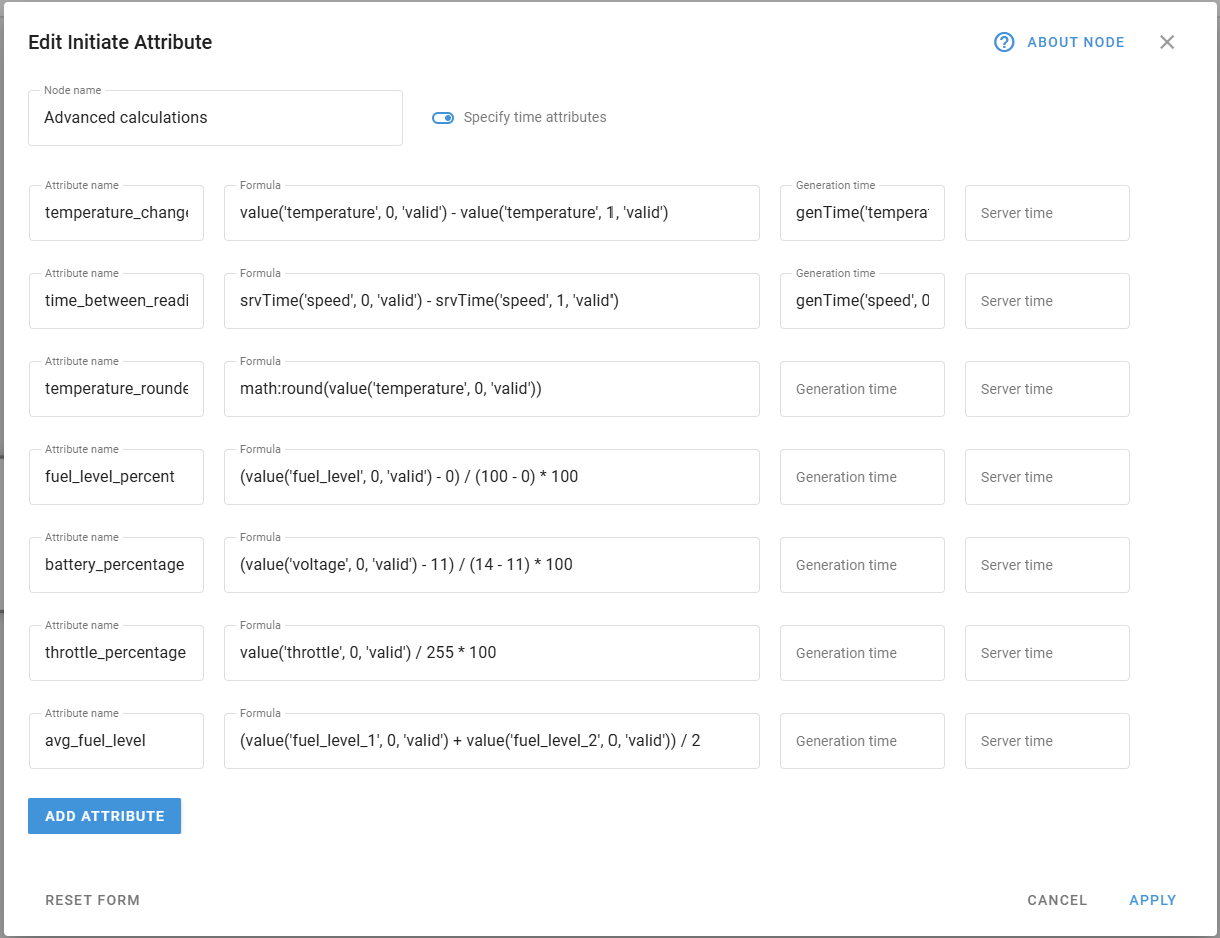 Edit Initiate Attribute
ABOUT NODE
Node name
Advanced calculations
Specify time attributes
Attribute name
temperature_change
Formula
value('temperature', 0, 'valid') - value('temperature', 1, 'valid')
Generation time
genTime('tempera
Server time
Attribute name
time_between_readi
Formula
srvTime('speed', 0, 'valid') - srvTime('speed', 1, 'valid")
Generation time
genTime('speed', 0
Server time
Attribute name
temperature_rounde
Formula
math:round(value('temperature', 0, 'valid'))
Generation time
Server time
Attribute name
fuel_level_percent
Formula
(value('fuel_level', 0, 'valid') - 0) / (100 - 0) * 100
Generation time
Server time
Attribute name
battery_percentage
Formula
(value('voltage', 0, 'valid') - 11) / (14 - 11) * 100
Generation time
Server time
Attribute name
throttle_percentage
Formula
value('throttle', 0, 'valid') / 255 * 100
Generation time
Server time
Attribute name
avg_fuel_level
Formula
(value('fuel_level_1', 0, 'valid') + value('fuel_level_2', O, 'valid')) / 2
Generation time
Server time
ADD ATTRIBUTE
RESET FORM
CANCEL
APPLY